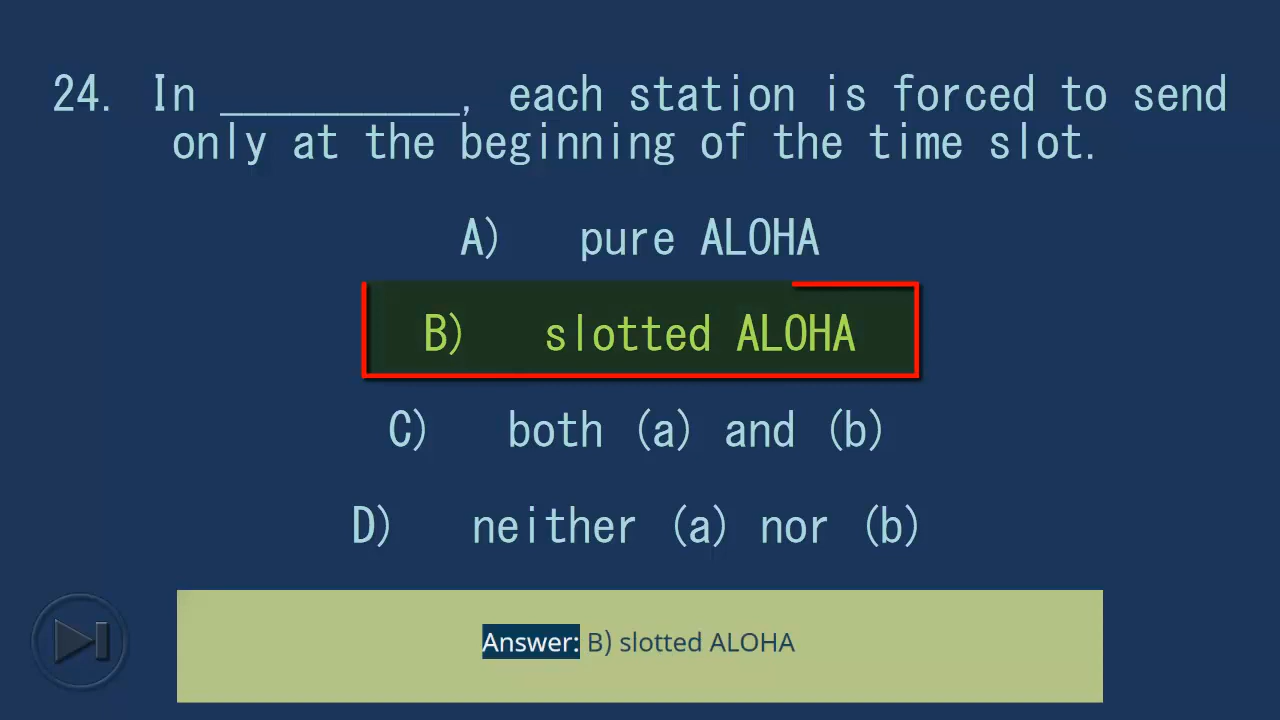 24. In __________, each station is forced to send
only at the beginning of the time slot.
A) pure ALOHA
B) slotted ALOHA
C) both (a) and (b)
D) neither (a) nor (b)
Answer: B) slotted ALOHA